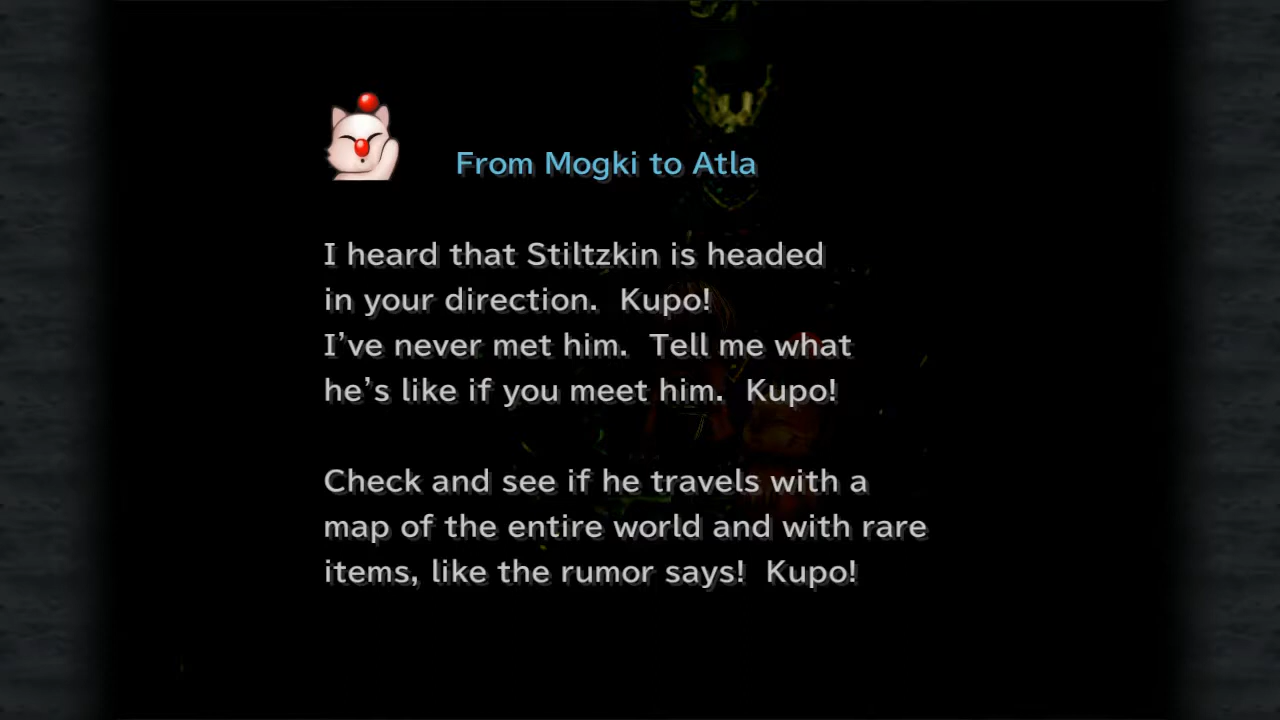 From Mogki to Atla
I heard that Stiltzkin is headed
in your direction.  Kupo!
I’ve never met him.  Tell me what
he’s like if you meet him.  Kupo!
Check and see if he travels with a
map of the entire world and with rare
items, like the rumor says!  Kupo!